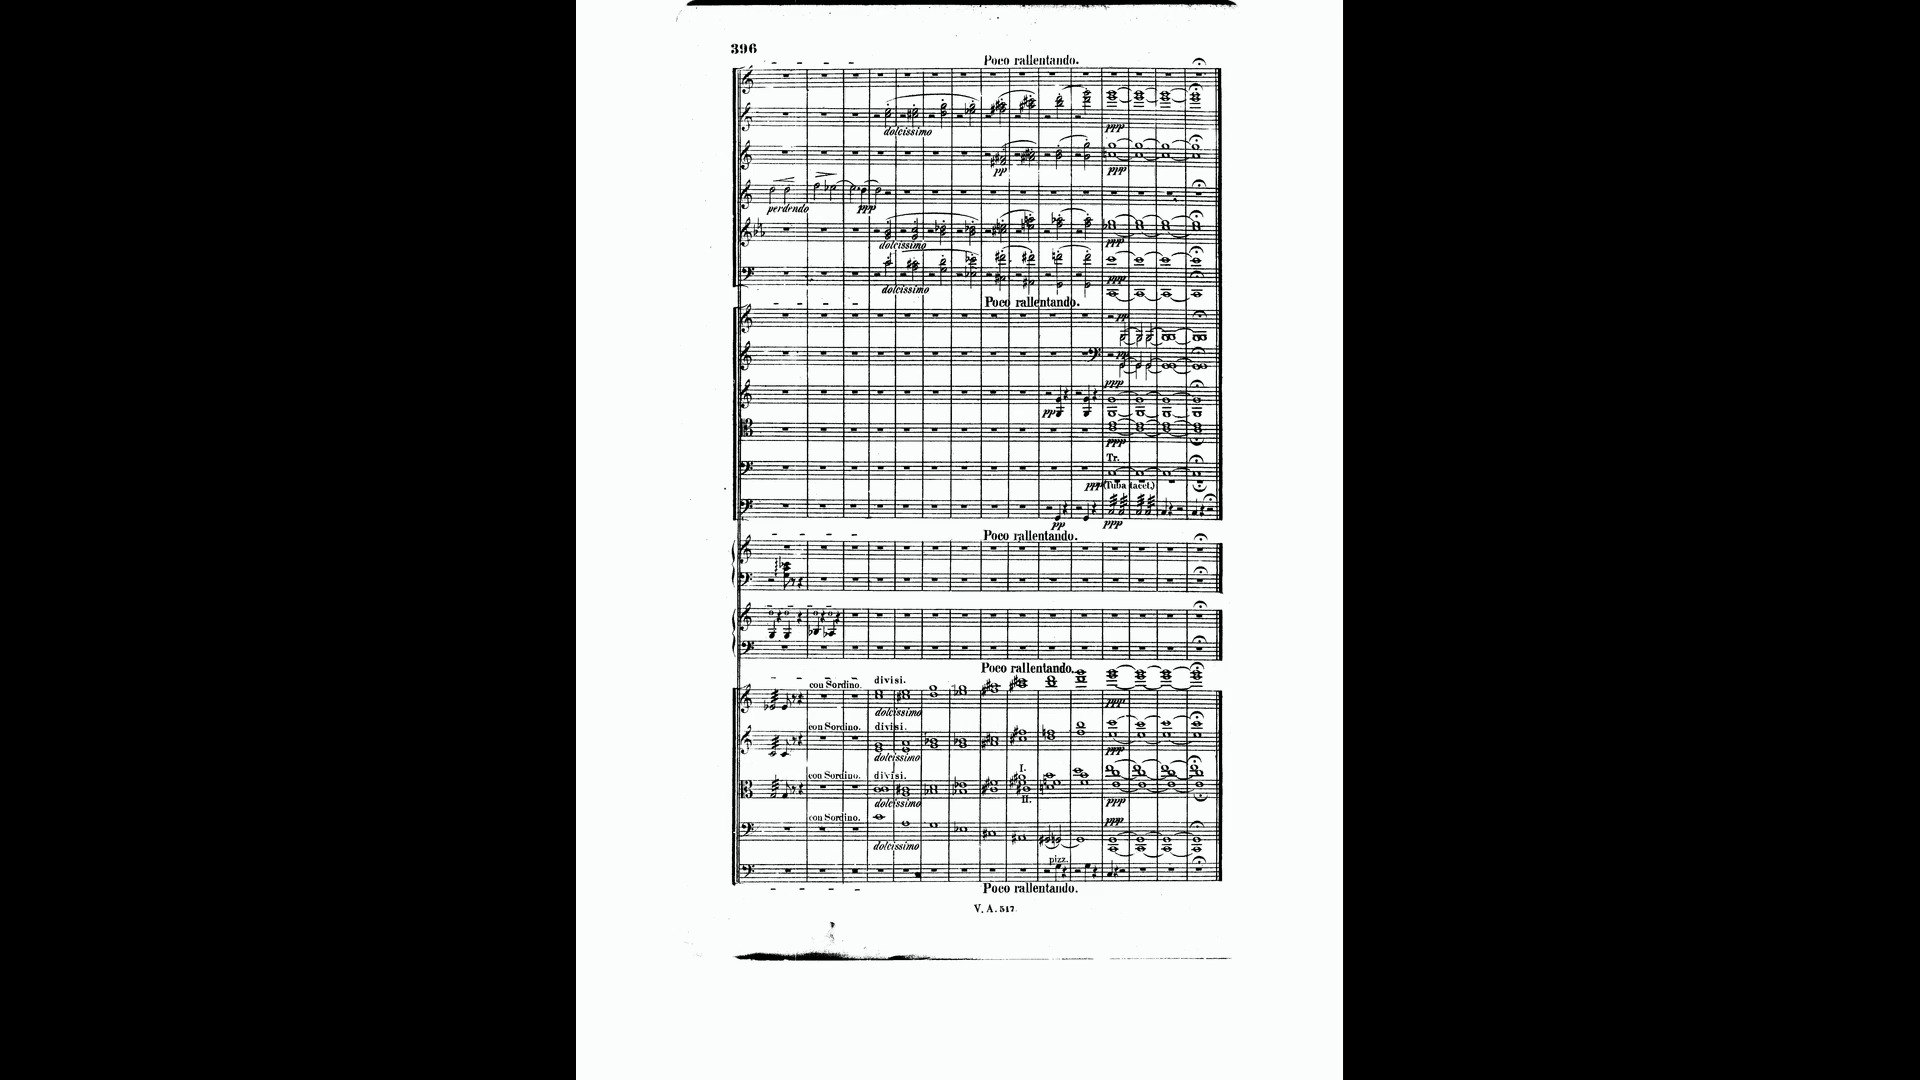 396
Poco rallentando.
dolcissimo
ppp
pp
ppp
perdendo
ppp
dolcissimo
ppp
dolcissimo
ppp
Poco rallentando.
pp
pp
ppp
pp
ppp
Tr.
ppp (Tuba tacet.)
pp
ppp
Poco rallentando.
Poco rallentando.
con Sordino.
divisi.
dolcissimo
ppp
con Sordino.
divisi.
dolcissimo
ppp
con Sordino.
divisi.
I.
dolcissimo
II.
ppp
con Sordino.
ppp
dolcissimo
pizz.
Poco rallentando.
V. A. 517.